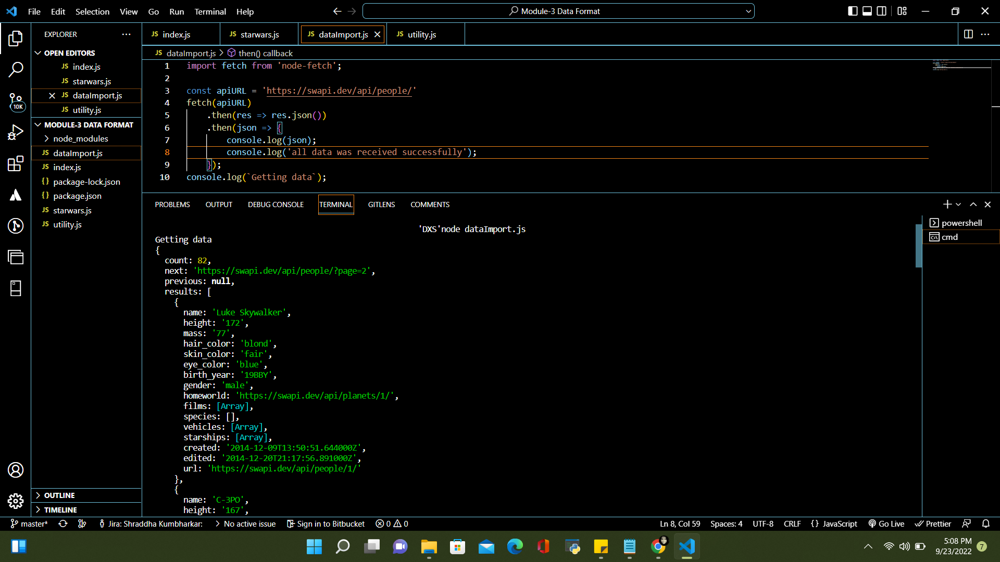 File Edit Selection View Go Run Terminal Help
Module-3 Data Format
EXPLORER
index.js starwars.js dataImport.js utility.js
OPEN EDITORS
JS index.js
JS starwars.js
JS dataImport.js
JS utility.js
MODULE-3 DATA FORMAT
node_modules
JS dataImport.js
JS index.js
{} package-lock.json
{} package.json
JS starwars.js
JS utility.js
OUTLINE
TIMELINE
10K
JS dataImport.js > then() callback
1 import fetch from 'node-fetch';
2
3 const apiURL = 'https://swapi.dev/api/people/'
4 fetch(apiURL)
5 .then(res => res.json())
6 .then(json => {
7 console.log(json);
8 console.log('all data was received successfully');
9 });
10 console.log(`Getting data`);
PROBLEMS OUTPUT DEBUG CONSOLE TERMINAL GITLENS COMMENTS
powershell
cmd
'DXS'node dataImport.js
Getting data
{
count: 82,
next: 'https://swapi.dev/api/people/?page=2',
previous: null,
results: [
{
name: 'Luke Skywalker',
height: '172',
mass: '77',
hair_color: 'blond',
skin_color: 'fair',
eye_color: 'blue',
birth_year: '19BBY',
gender: 'male',
homeworld: 'https://swapi.dev/api/planets/1/',
films: [Array],
species: [],
vehicles: [Array],
starships: [Array],
created: '2014-12-09T13:50:51.644000Z',
edited: '2014-12-20T21:17:56.891000Z',
url: 'https://swapi.dev/api/people/1/'
},
{
name: 'C-3PO',
height: '167',
master* Jira: Shraddha Kumbharkar: > No active issue Sign in to Bitbucket 0 0 Ln 8, Col 59 Spaces: 4 UTF-8 CRLF {} JavaScript Go Live Prettier
5:08 PM
9/23/2022
7